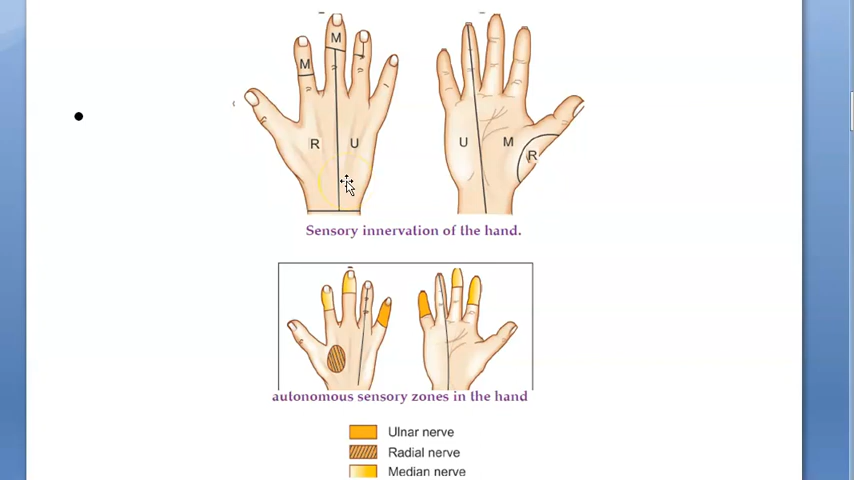 M
M
R U
U M R
Sensory innervation of the hand.
autonomous sensory zones in the hand
Ulnar nerve
Radial nerve
Median nerve